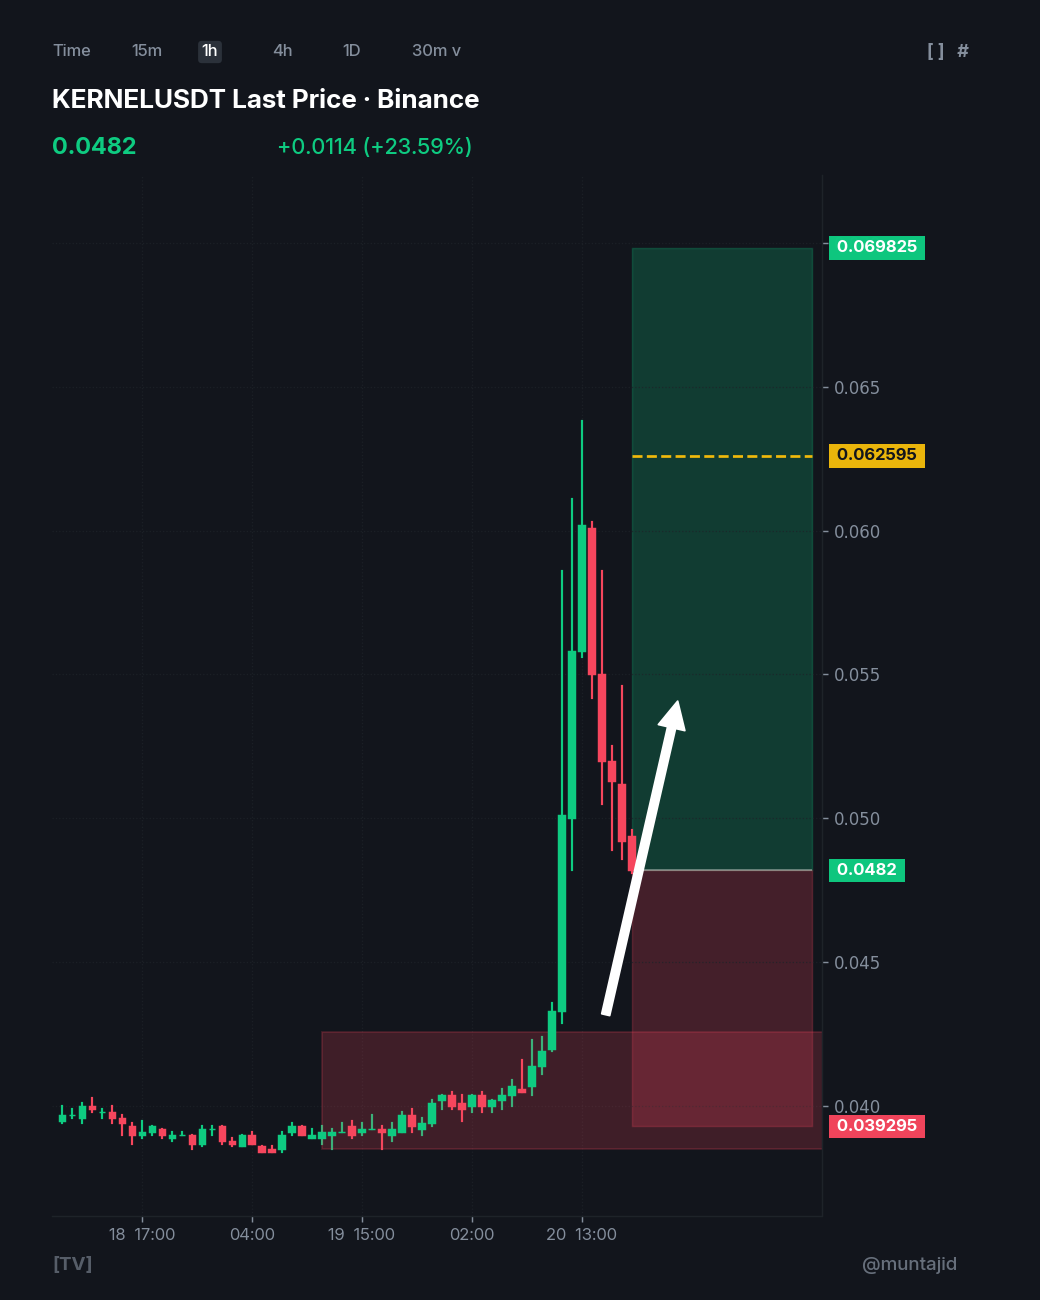 Time 15m 1h 4h 1D 30m v [ ] #
KERNELUSDT Last Price · Binance
0.0482 +0.0114 (+23.59%)
0.069825
0.065
0.062595
0.060
0.055
0.050
0.0482
0.045
0.040
0.039295
18 17:00 04:00 19 15:00 02:00 20 13:00
[TV] @muntajid